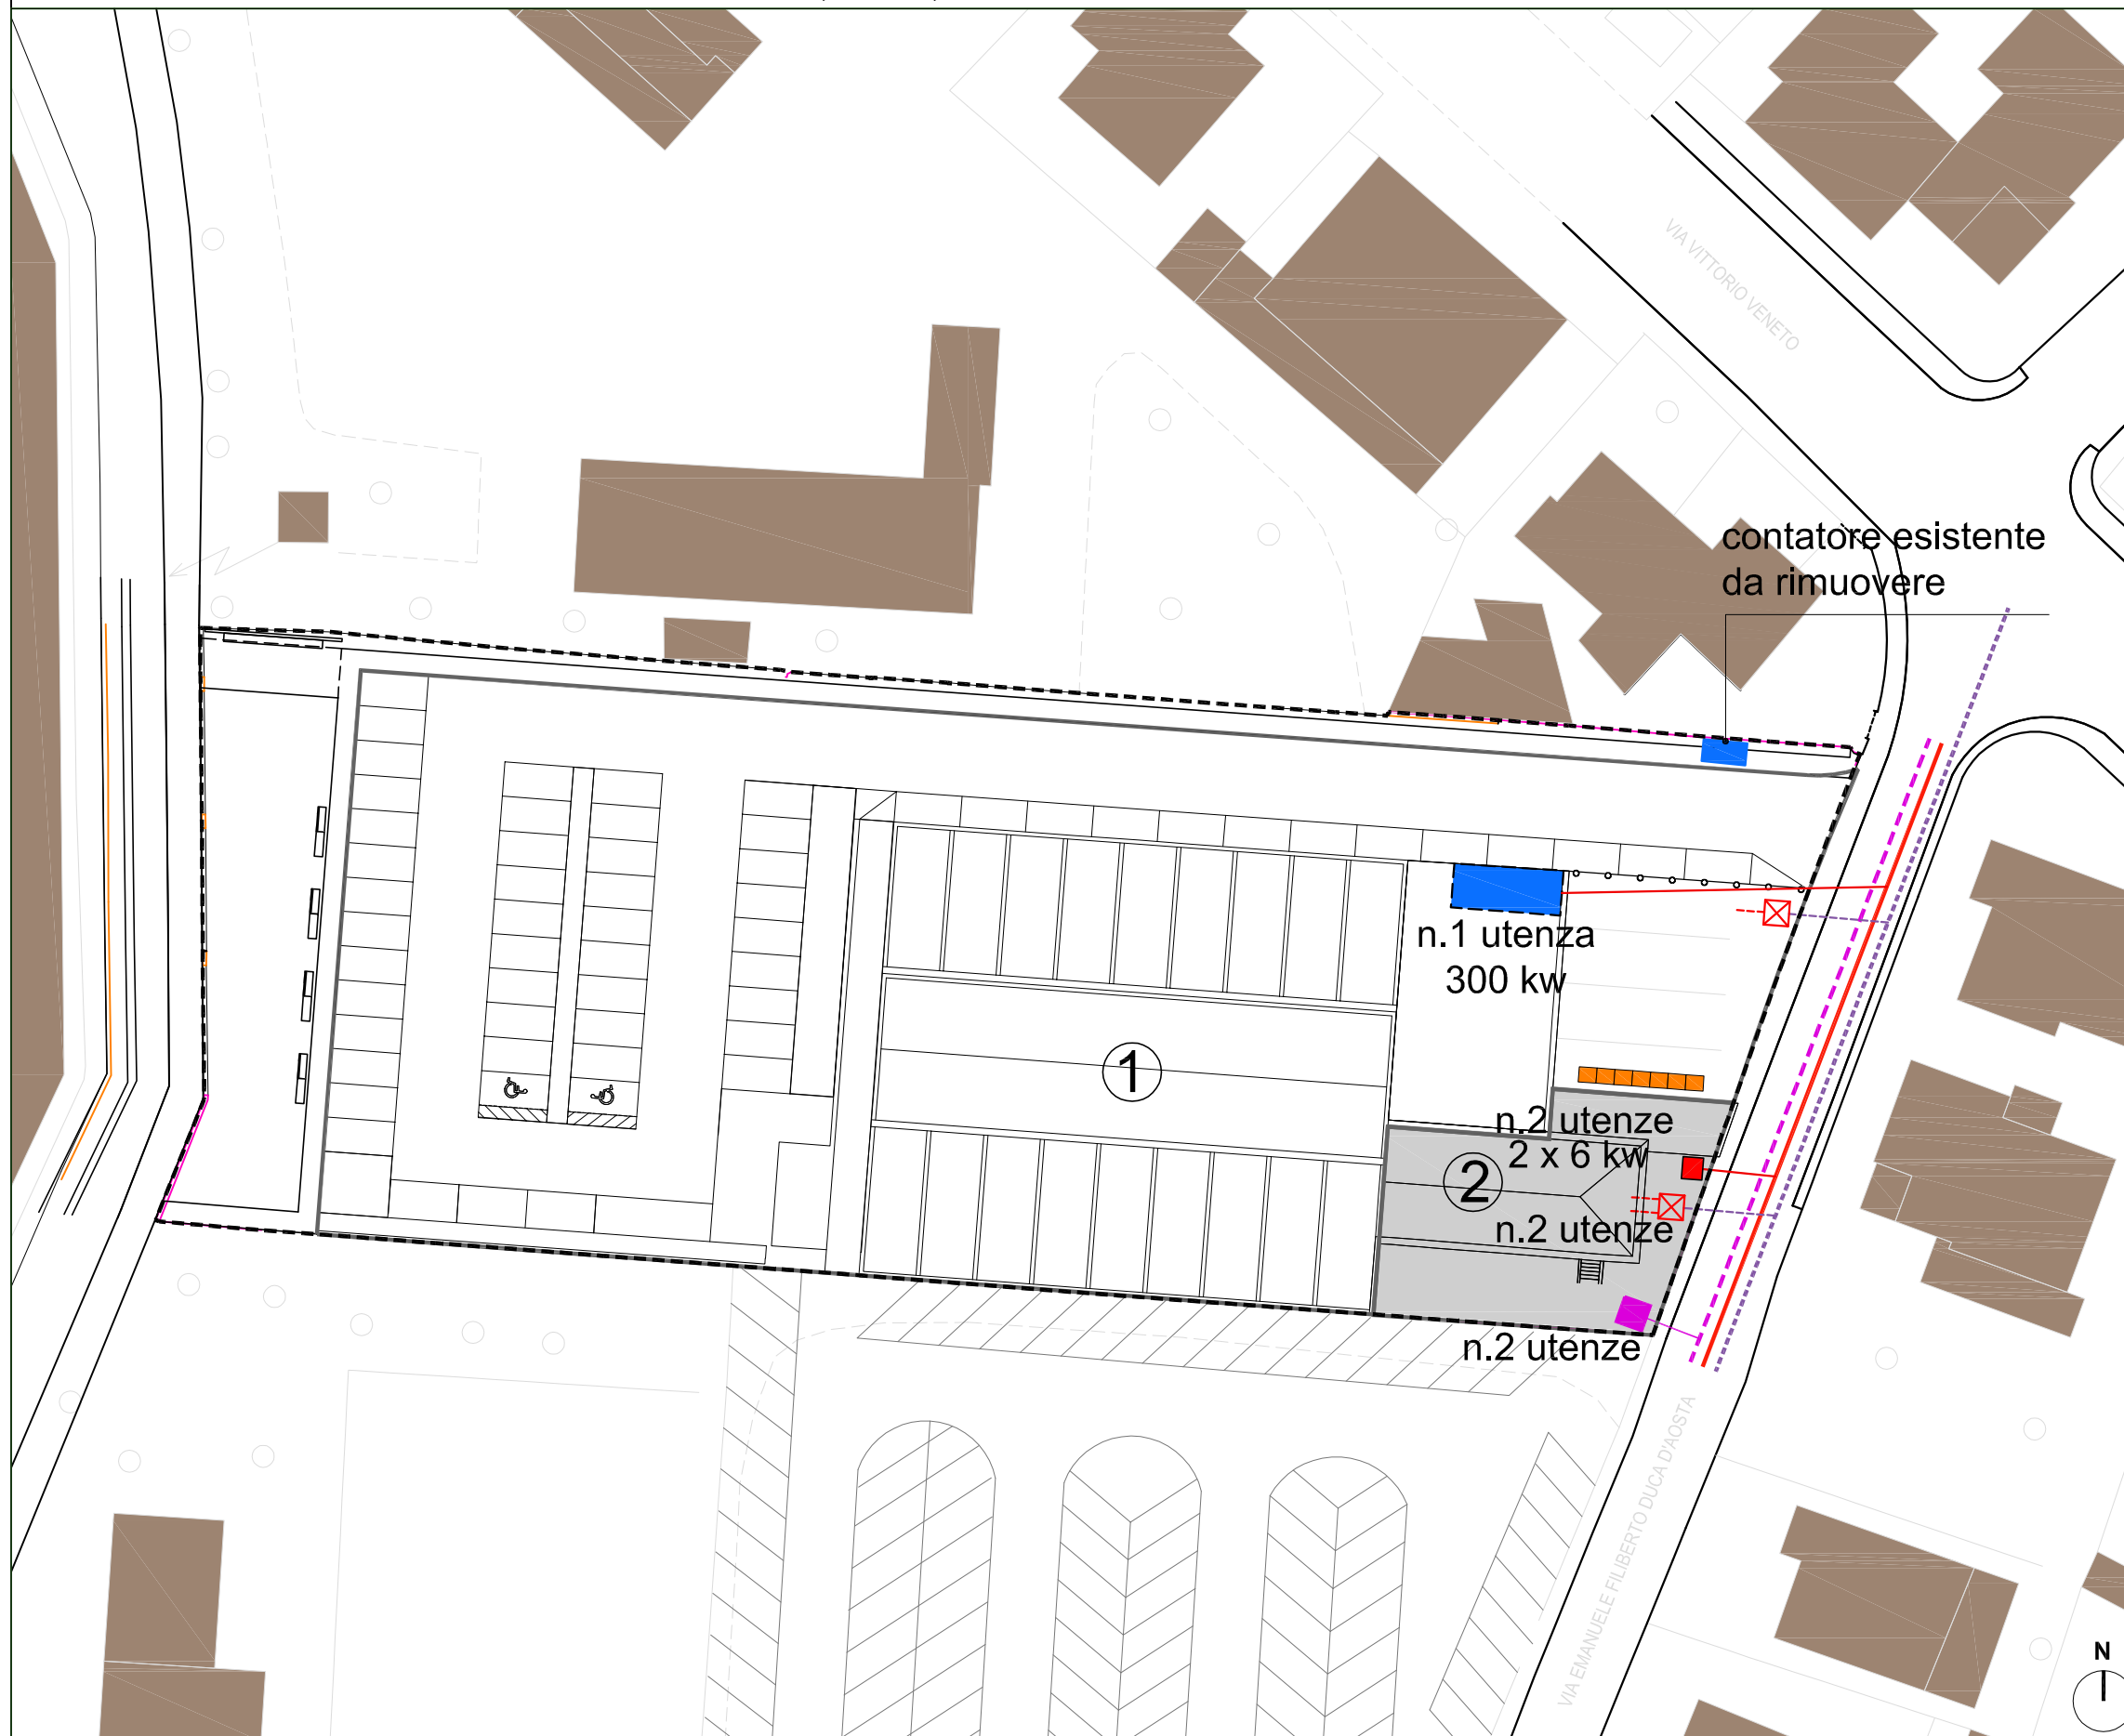 VIA VITTORIO VENETO
contatore esistente
da rimuovere
n.1 utenza
300 kw
1
n.2 utenze
2 x 6 kw
2
n.2 utenze
n.2 utenze
VIA EMANUELE FILIBERTO DUCA D'AOSTA
N